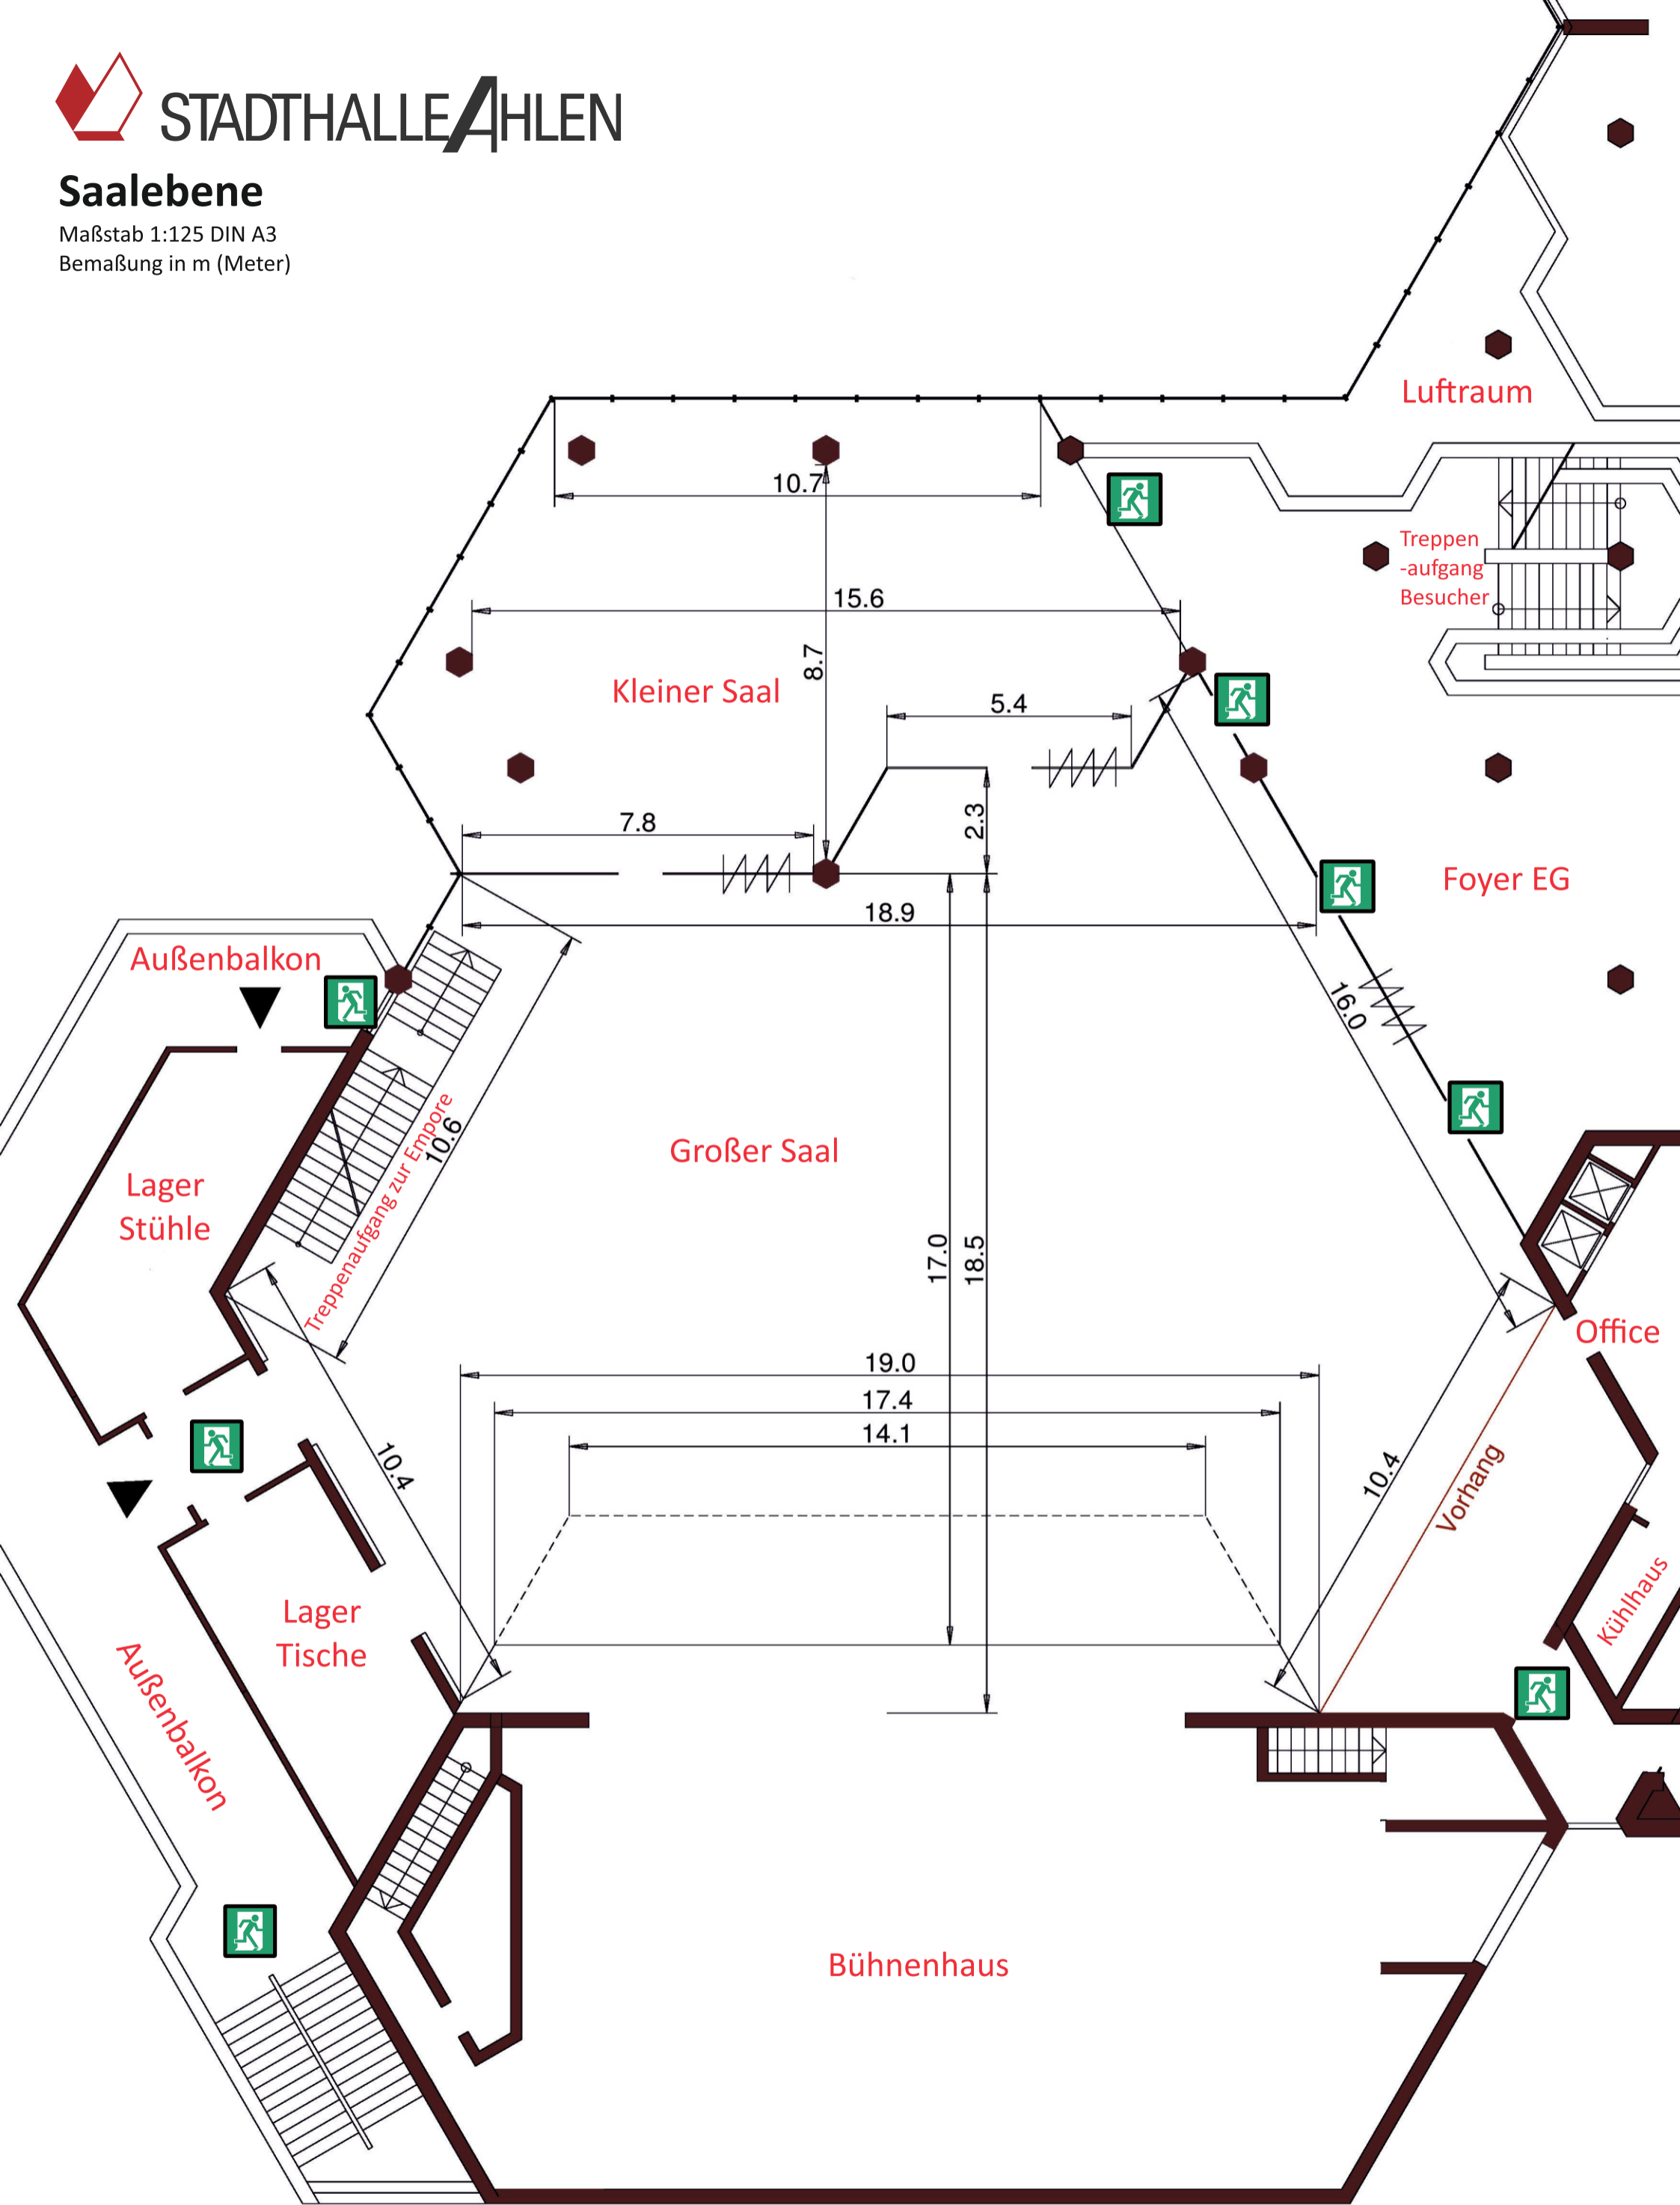 STADTHALLEAHLEN
Saalebene
Maßstab 1:125 DIN A3
Bemaßung in m (Meter)
Luftraum
10.7
Treppen
-aufgang
Besucher
15.6
8.7
Kleiner Saal
5.4
2.3
7.8
Foyer EG
18.9
Außenbalkon
16.0
Treppenaufgang zur Empore
10.6
Großer Saal
Lager
Stühle
17.0
18.5
Office
19.0
17.4
14.1
10.4
10.4
Vorhang
Kühlhaus
Lager
Tische
Außenbalkon
Bühnenhaus